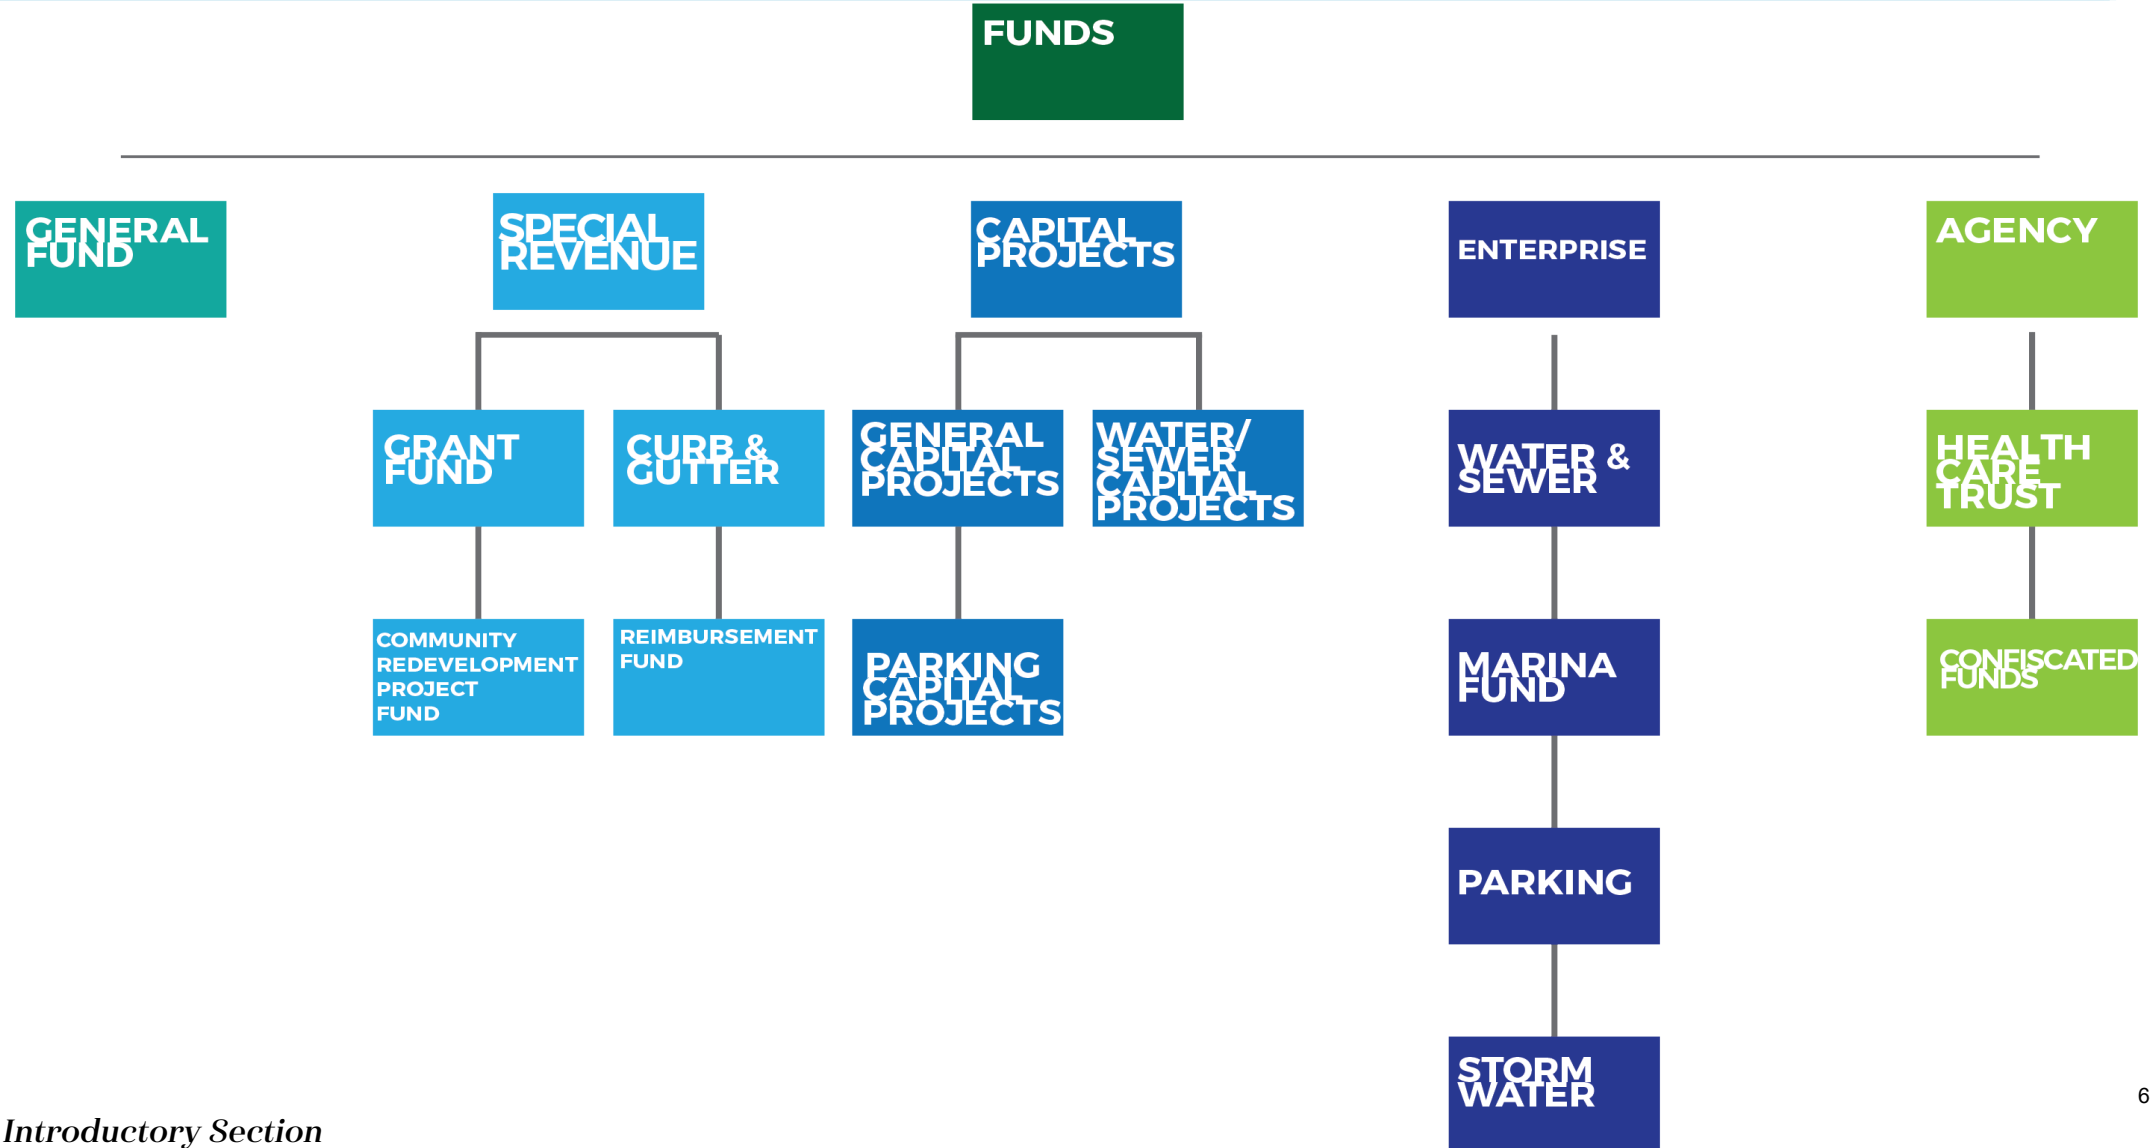 FUNDS
GENERAL
FUND
SPECIAL
REVENUE
CAPITAL
PROJECTS
ENTERPRISE
AGENCY
GRANT
FUND
CURB &
GUTTER
GENERAL
CAPITAL
PROJECTS
WATER/
SEWER
CAPITAL
PROJECTS
WATER &
SEWER
HEALTH
CARE
TRUST
COMMUNITY
REDEVELOPMENT
PROJECT
FUND
REIMBURSEMENT
FUND
PARKING
CAPITAL
PROJECTS
MARINA
FUND
CONFISCATED
FUNDS
PARKING
STORM
WATER
6
Introductory Section